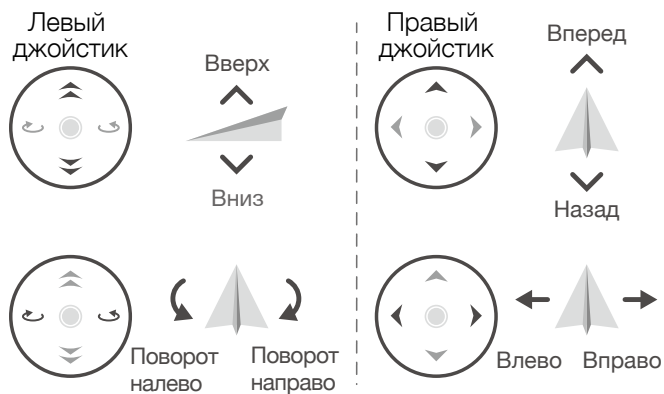 Левый
джойстик
Вверх
Вниз
Правый
джойстик
Вперед
Назад
Поворот
налево
Поворот
направо
Влево
Вправо